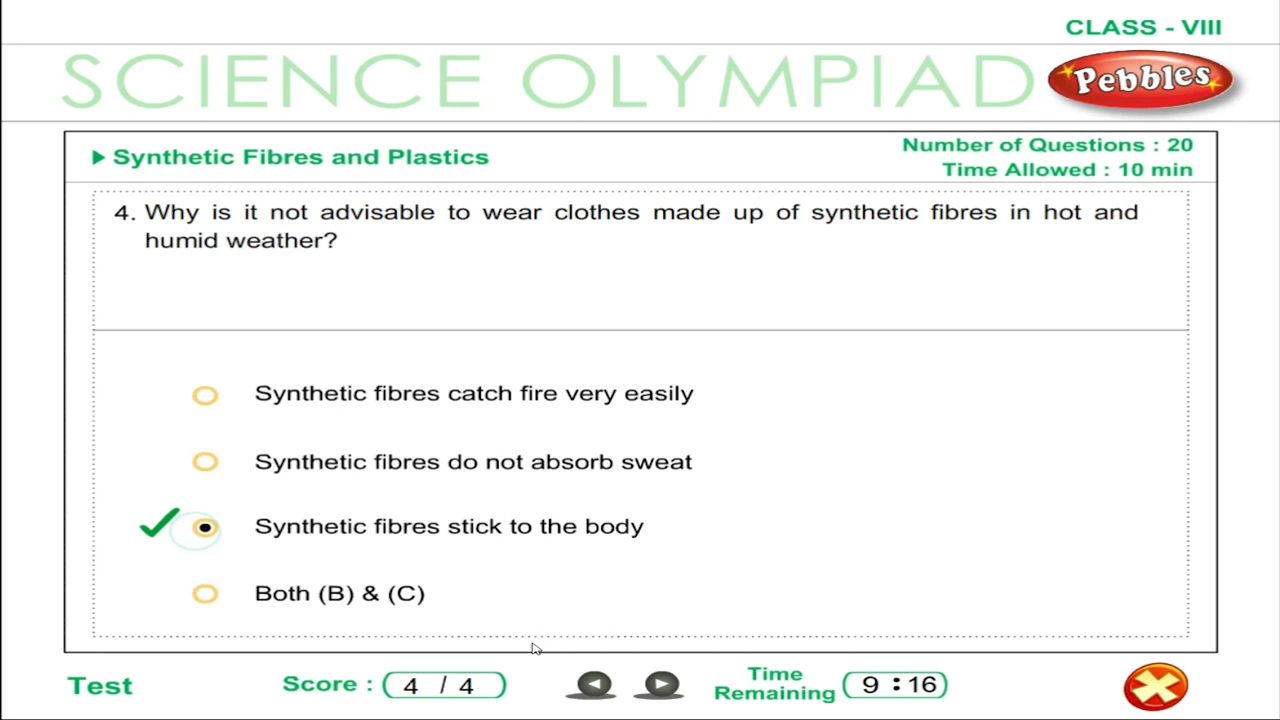 CLASS - VIII
SCIENCE OLYMPIAD
Pebbles
Synthetic Fibres and Plastics
Number of Questions : 20
Time Allowed : 10 min
4. Why is it not advisable to wear clothes made up of synthetic fibres in hot and
humid weather?
Synthetic fibres catch fire very easily
Synthetic fibres do not absorb sweat
Synthetic fibres stick to the body
Both (B) & (C)
Test
Score : 4 / 4
Time
Remaining
9 : 16